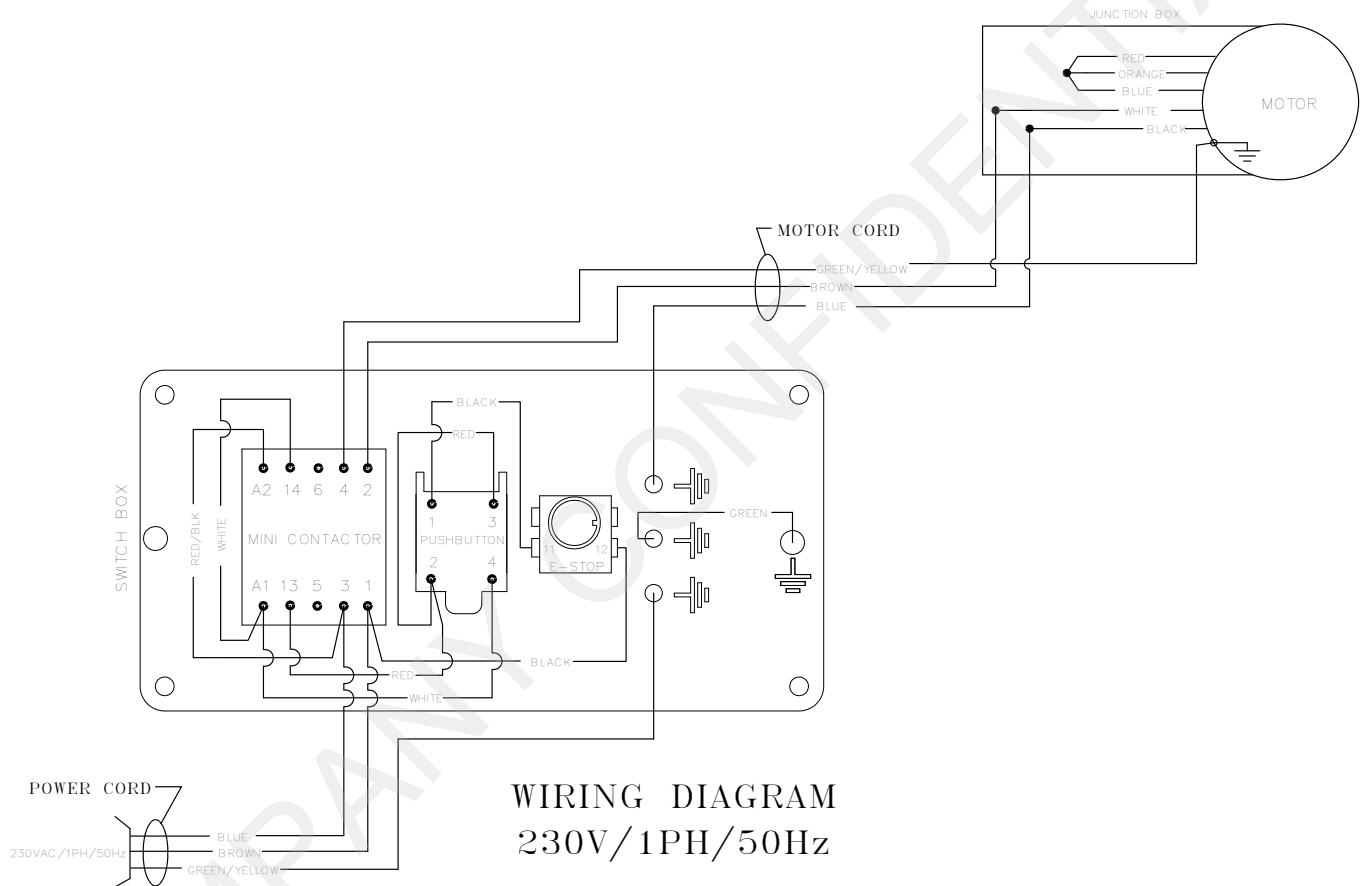 JUNCTION BOX
RED
ORANGE
BLUE
WHITE
BLACK
MOTOR
MOTOR CORD
GREEN/YELLOW
BROWN
BLUE
SWITCH BOX
RED/BLK
WHITE
A2 14 6 4 2
MINI CONTACTOR
A1 13 5 3 1
BLACK
RED
1 3
PUSHBUTTON
2 4
11 12
E-STOP
GREEN
BLACK
RED
WHITE
POWER CORD
230VAC/1PH/50Hz
BLUE
BROWN
GREEN/YELLOW
WIRING DIAGRAM
230V/1PH/50Hz
MPANY CONFIDENTIA